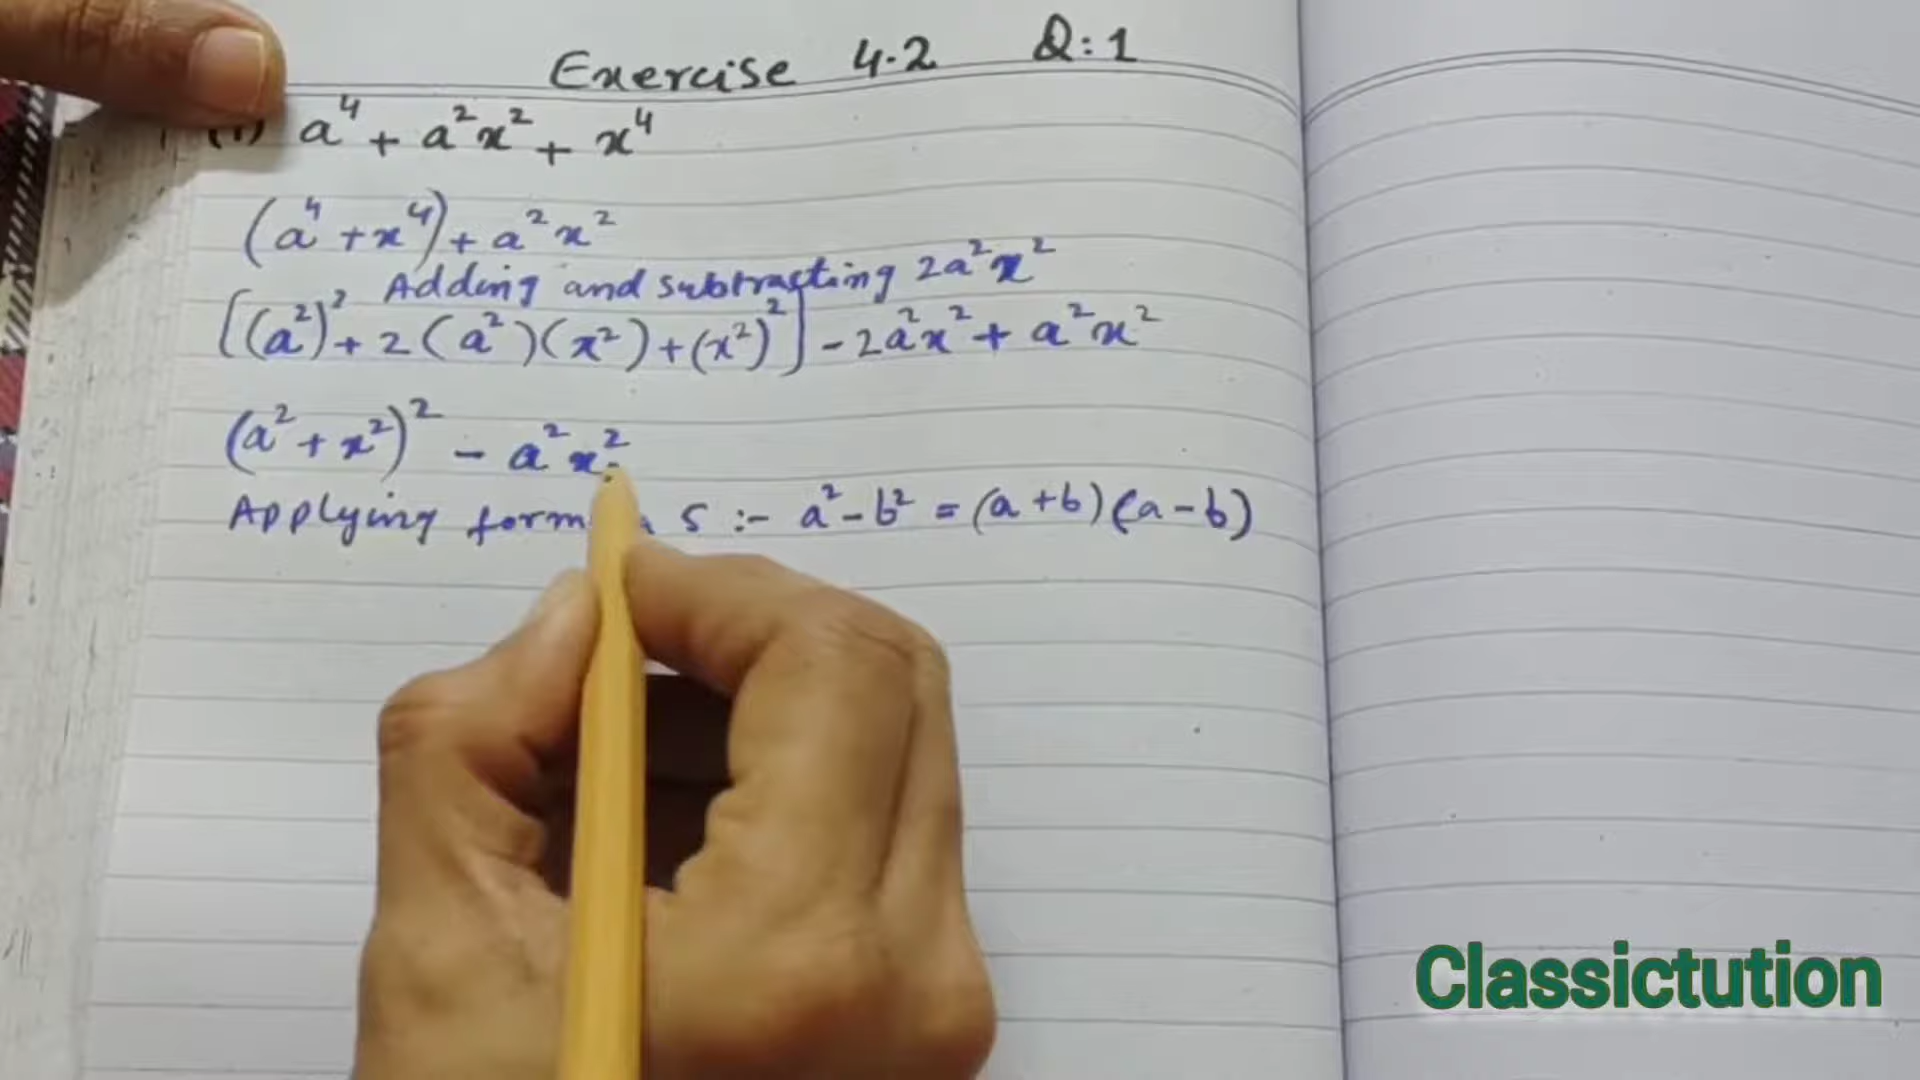 Exercise 4.2 Q:1
(i) a⁴ + a²x² + x⁴
(a⁴ + x⁴) + a²x²
Adding and subtracting 2a²x²
[(a²)² + 2(a²)(x²) + (x²)²] - 2a²x² + a²x²
(a² + x²)² - a²x²
Applying 5 :- a² - b² = (a + b)(a - b)
Classictution